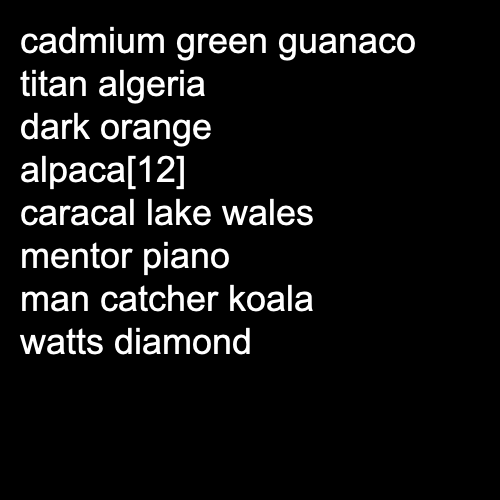 cadmium green guanaco
titan algeria
dark orange
alpaca[12]
caracal lake wales
mentor piano
man catcher koala
watts diamond